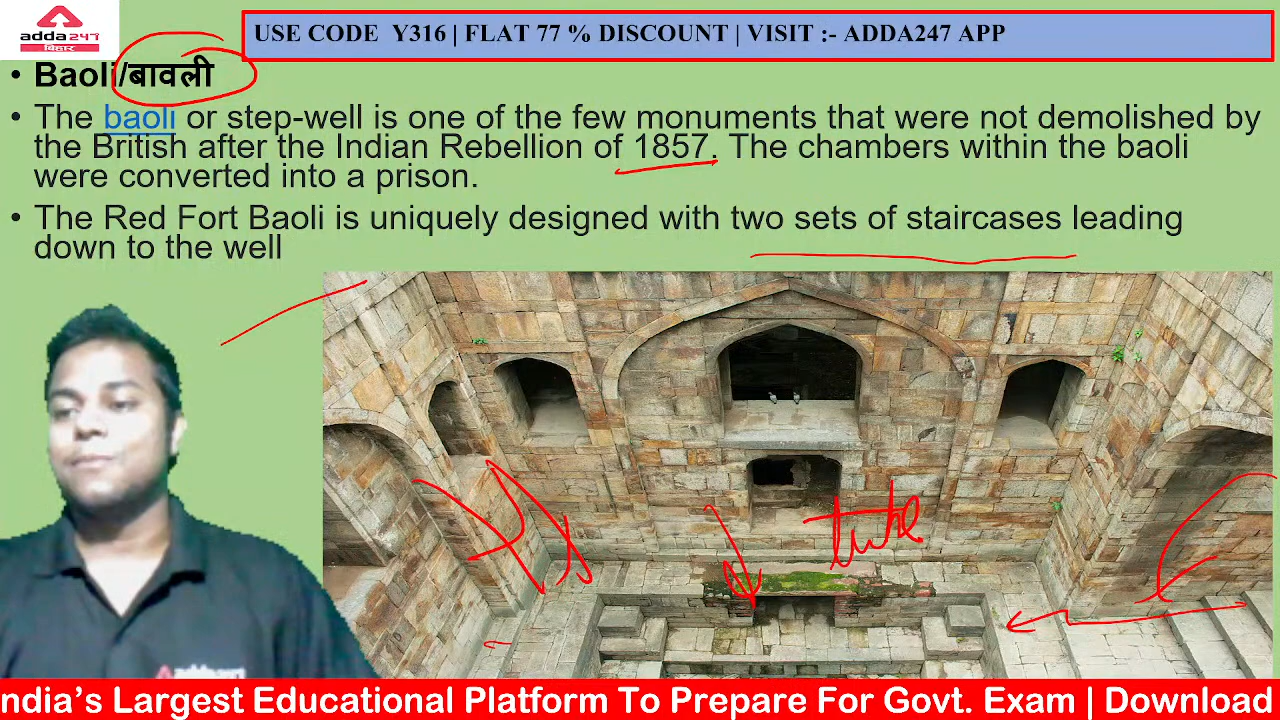 adda247
बिहार
USE CODE Y316 | FLAT 77 % DISCOUNT | VISIT :- ADDA247 APP
• Baoli/बावली
• The baoli or step-well is one of the few monuments that were not demolished by
the British after the Indian Rebellion of 1857. The chambers within the baoli
were converted into a prison.
• The Red Fort Baoli is uniquely designed with two sets of staircases leading
down to the well
ndia's Largest Educational Platform To Prepare For Govt. Exam | Download